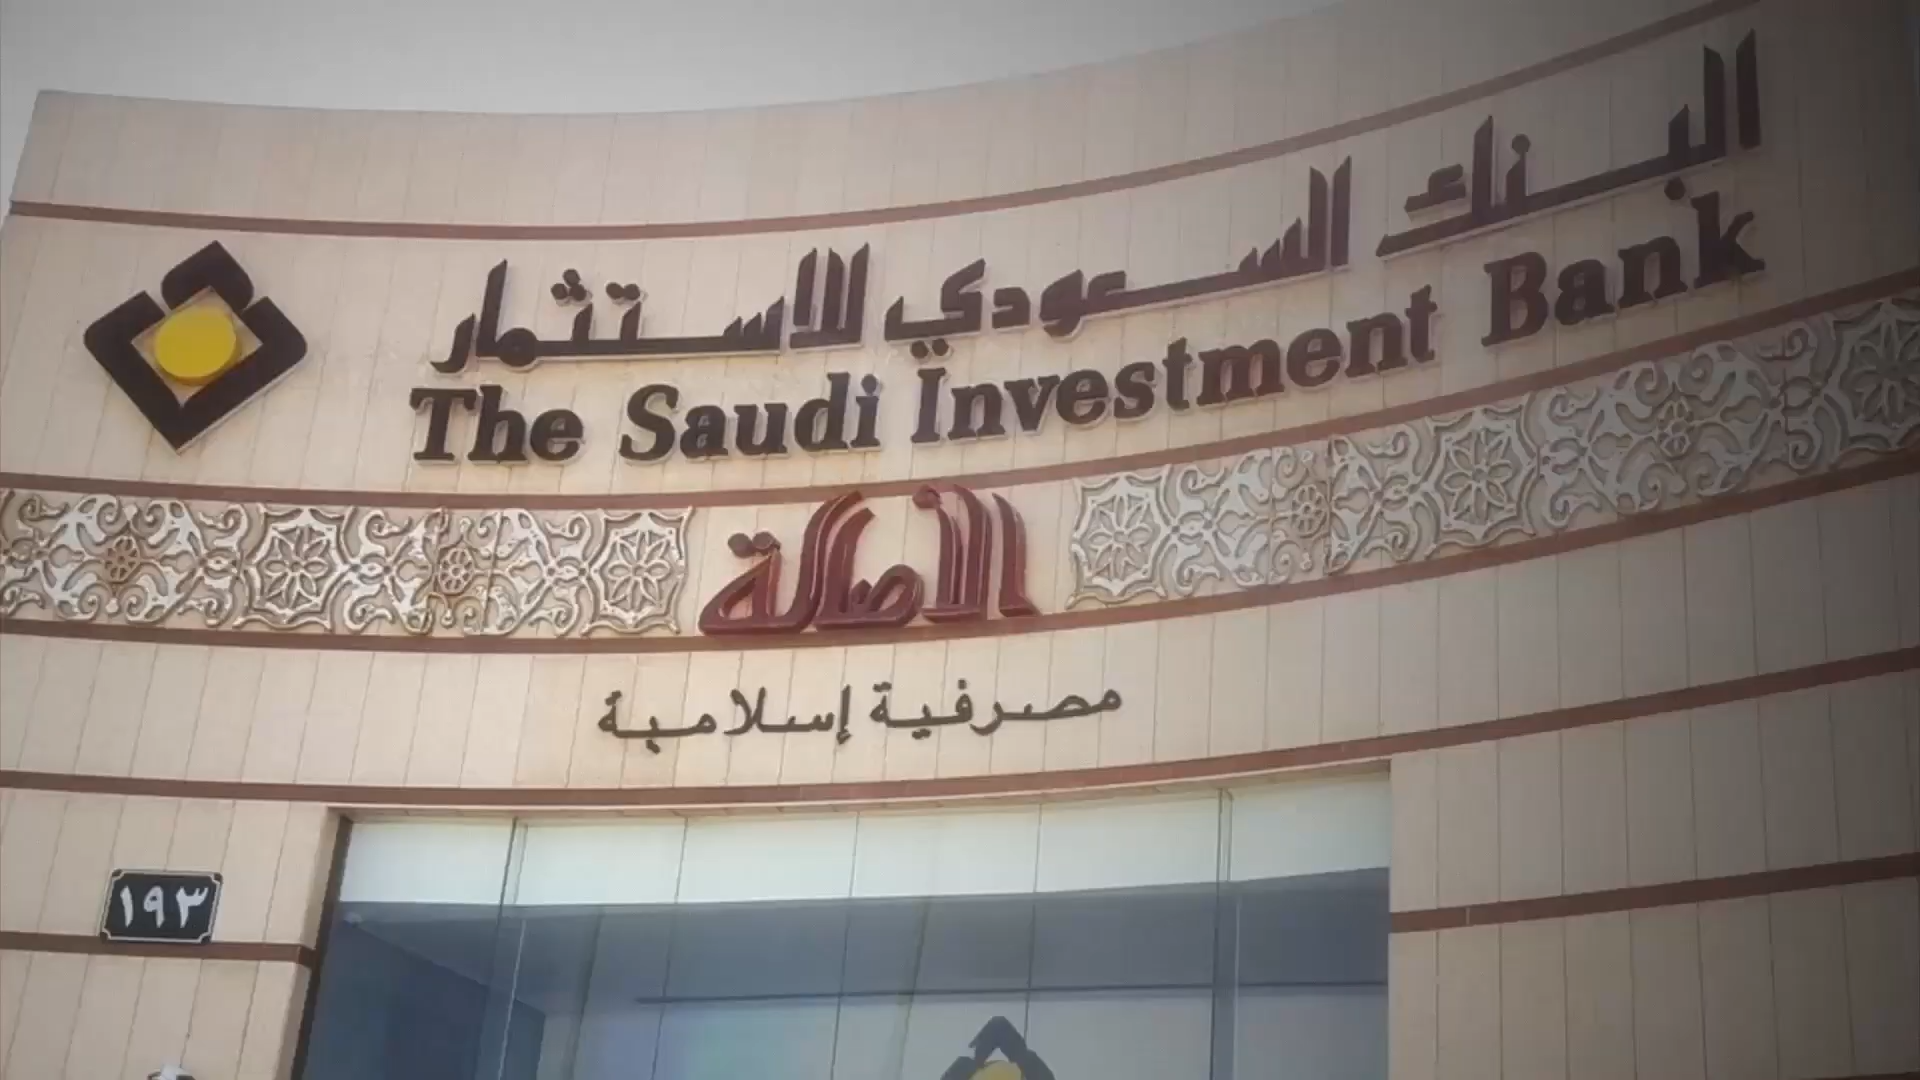 البنك السعودي للاستثمار
The Saudi Investment Bank
الأصالة
مصرفية إسلامية
١٩٣